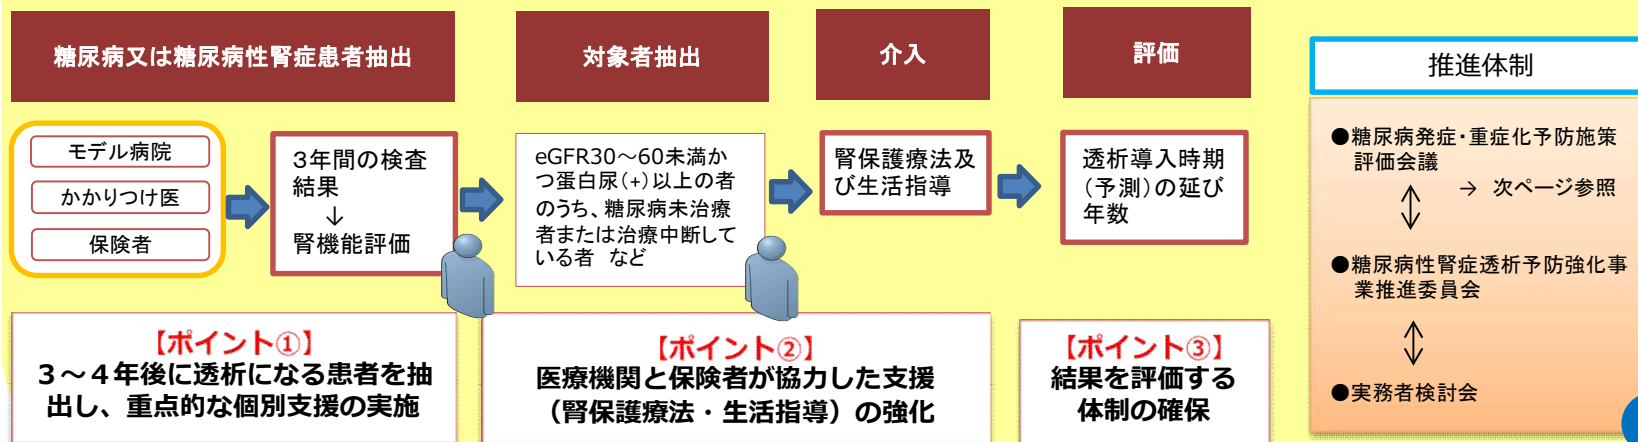 糖尿病又は糖尿病性腎症患者抽出
モデル病院
かかりつけ医
保険者
3年間の検査
結果
↓
腎機能評価
【ポイント①】
3～4年後に透析になる患者を抽
出し、重点的な個別支援の実施
対象者抽出
eGFR30～60未満か
つ蛋白尿(+)以上の者
のうち、糖尿病未治療
者または治療中断して
いる者 など
介入
腎保護療法及
び生活指導
【ポイント②】
医療機関と保険者が協力した支援
（腎保護療法・生活指導）の強化
評価
透析導入時期
(予測)の延び
年数
【ポイント③】
結果を評価する
体制の確保
推進体制
●糖尿病発症・重症化予防施策
評価会議
→ 次ページ参照
●糖尿病性腎症透析予防強化事
業推進委員会
●実務者検討会